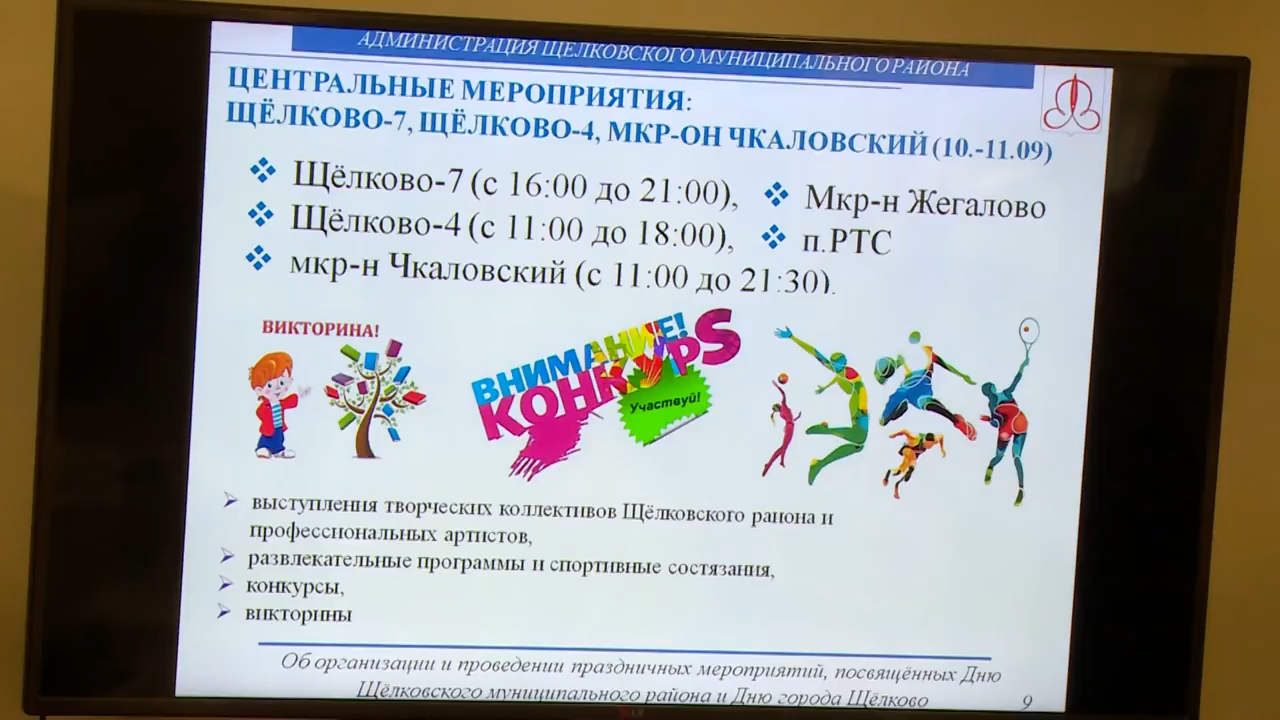 АДМИНИСТРАЦИЯ ЩЁЛКОВСКОГО МУНИЦИПАЛЬНОГО РАЙОНА
ЦЕНТРАЛЬНЫЕ МЕРОПРИЯТИЯ:
ЩЁЛКОВО-7, ЩЁЛКОВО-4, МКР-ОН ЧКАЛОВСКИЙ (10.-11.09)
Щёлково-7 (с 16:00 до 21:00),
Щёлково-4 (с 11:00 до 18:00),
мкр-н Чкаловский (с 11:00 до 21:30).
Мкр-н Жегалово
п.РТС
ВИКТОРИНА!
ВНИМАНИЕ!
КОНКУРS
Участвуй!
выступления творческих коллективов Щёлковского района и
профессиональных артистов,
развлекательные программы и спортивные состязания,
конкурсы,
викторины
Об организации и проведении праздничных мероприятий, посвящённых Дню
Щёлковского муниципального района и Дню города Щёлково
9